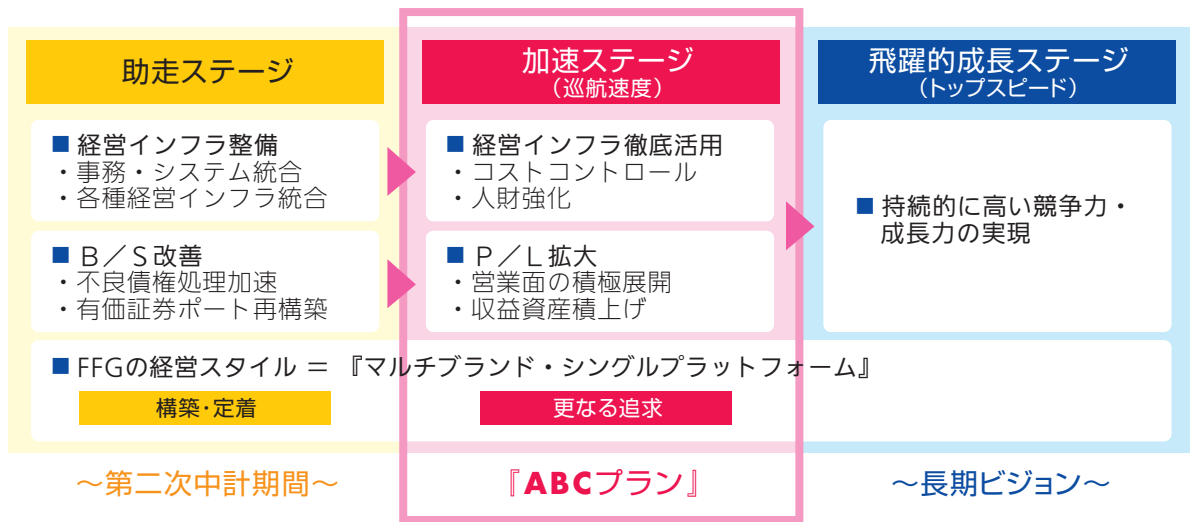 助走ステージ
■ 経営インフラ整備
・事務・システム統合
・各種経営インフラ統合
■ B／S改善
・不良債権処理加速
・有価証券ポート再構築
加速ステージ
（巡航速度）
■ 経営インフラ徹底活用
・コストコントロール
・人財強化
■ P／L拡大
・営業面の積極展開
・収益資産積上げ
飛躍的成長ステージ
（トップスピード）
■ 持続的に高い競争力・
成長力の実現
■ FFGの経営スタイル ＝ 『マルチブランド・シングルプラットフォーム』
構築･定着
更なる追求
～第二次中計期間～
『ABCプラン』
～長期ビジョン～